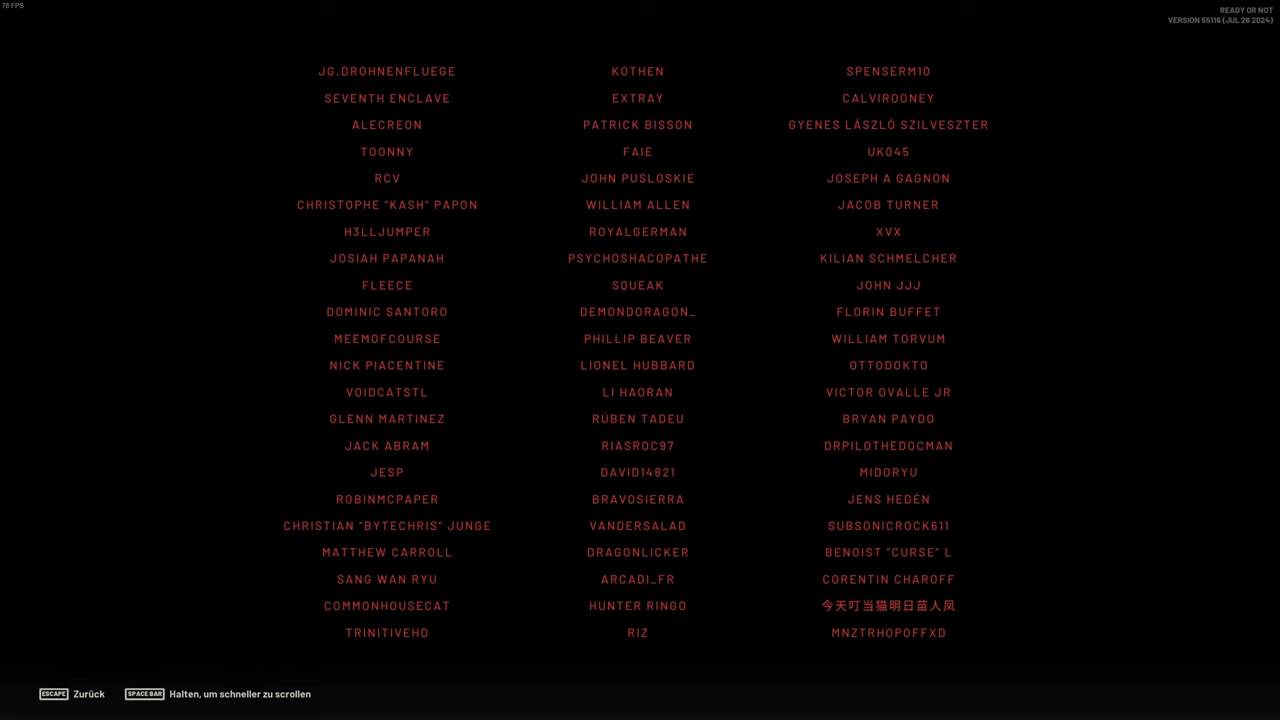 78 FPS
READY OR NOT
VERSION 55116 (JUL 26 2024)
JG.DROHNENFLUEGE KOTHEN SPENSERM10
SEVENTH ENCLAVE EXTRAY CALVIROONEY
ALECREON PATRICK BISSON GYENES LÁSZLÓ SZILVESZTER
TOONNY FAIE UK045
RCV JOHN PUSLOSKIE JOSEPH A GAGNON
CHRISTOPHE "KASH" PAPON WILLIAM ALLEN JACOB TURNER
H3LLJUMPER ROYALGERMAN XVX
JOSIAH PAPANAH PSYCHOSHACOPATHE KILIAN SCHMELCHER
FLEECE SQUEAK JOHN JJJ
DOMINIC SANTORO DEMONDORAGON_ FLORIN BUFFET
MEEMOFCOURSE PHILLIP BEAVER WILLIAM TORVUM
NICK PIACENTINE LIONEL HUBBARD OTTODOKTO
VOIDCATSTL LI HAORAN VICTOR OVALLE JR
GLENN MARTINEZ RÚBEN TADEU BRYAN PAYDO
JACK ABRAM RIASROC97 DRPILOTHEDOCMAN
JESP DAVID14821 MIDORYU
ROBINMCPAPER BRAVOSIERRA JENS HEDÉN
CHRISTIAN "BYTECHRIS" JUNGE VANDERSALAD SUBSONICROCK611
MATTHEW CARROLL DRAGONLICKER BENOIST "CURSE" L
SANG WAN RYU ARCADI_FR CORENTIN CHAROFF
COMMONHOUSECAT HUNTER RINGO 今天叮当猫明日苗人凤
TRINITIVEHD RIZ MNZTRHOPOFFXD
ESCAPE Zurück SPACE BAR Halten, um schneller zu scrollen